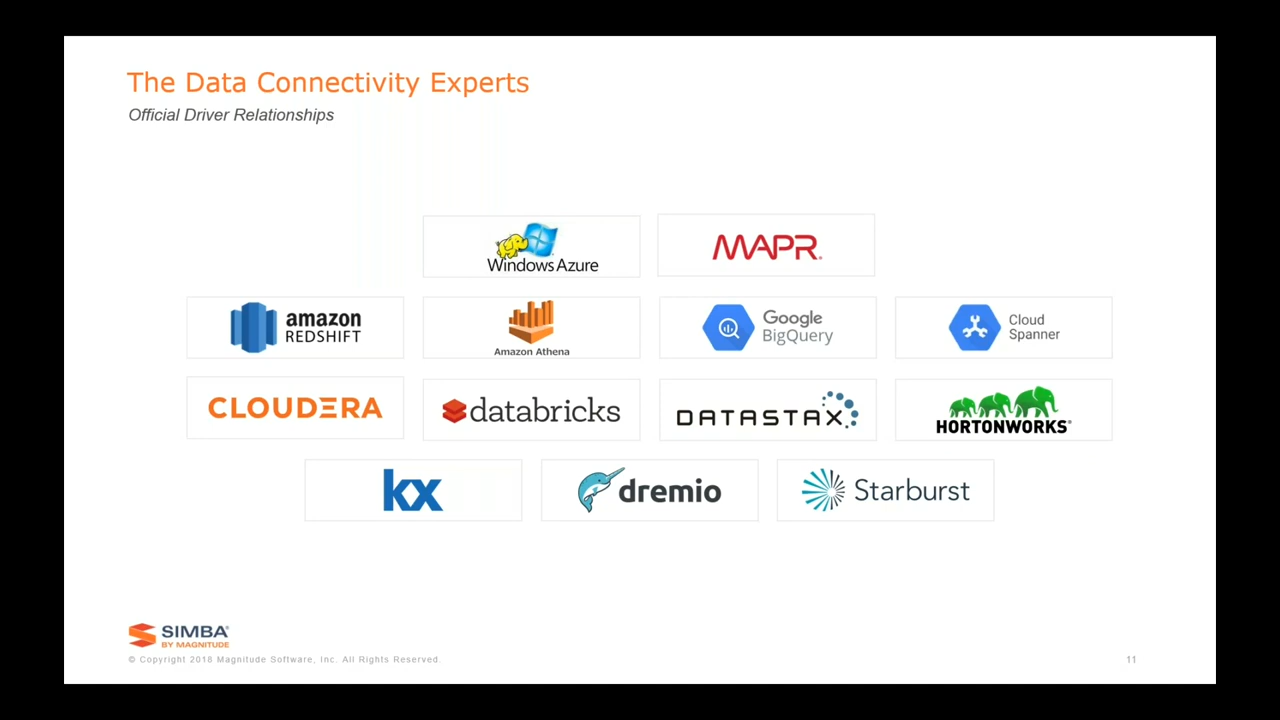 The Data Connectivity Experts
Official Driver Relationships
Windows Azure
MAPR®
amazon
REDSHIFT
Amazon Athena
Google
BigQuery
Cloud
Spanner
CLOUDERA
databricks
DATASTAX
HORTONWORKS®
kx
dremio
Starburst
SIMBA®
BY MAGNITUDE
© Copyright 2018 Magnitude Software, Inc. All Rights Reserved.
11